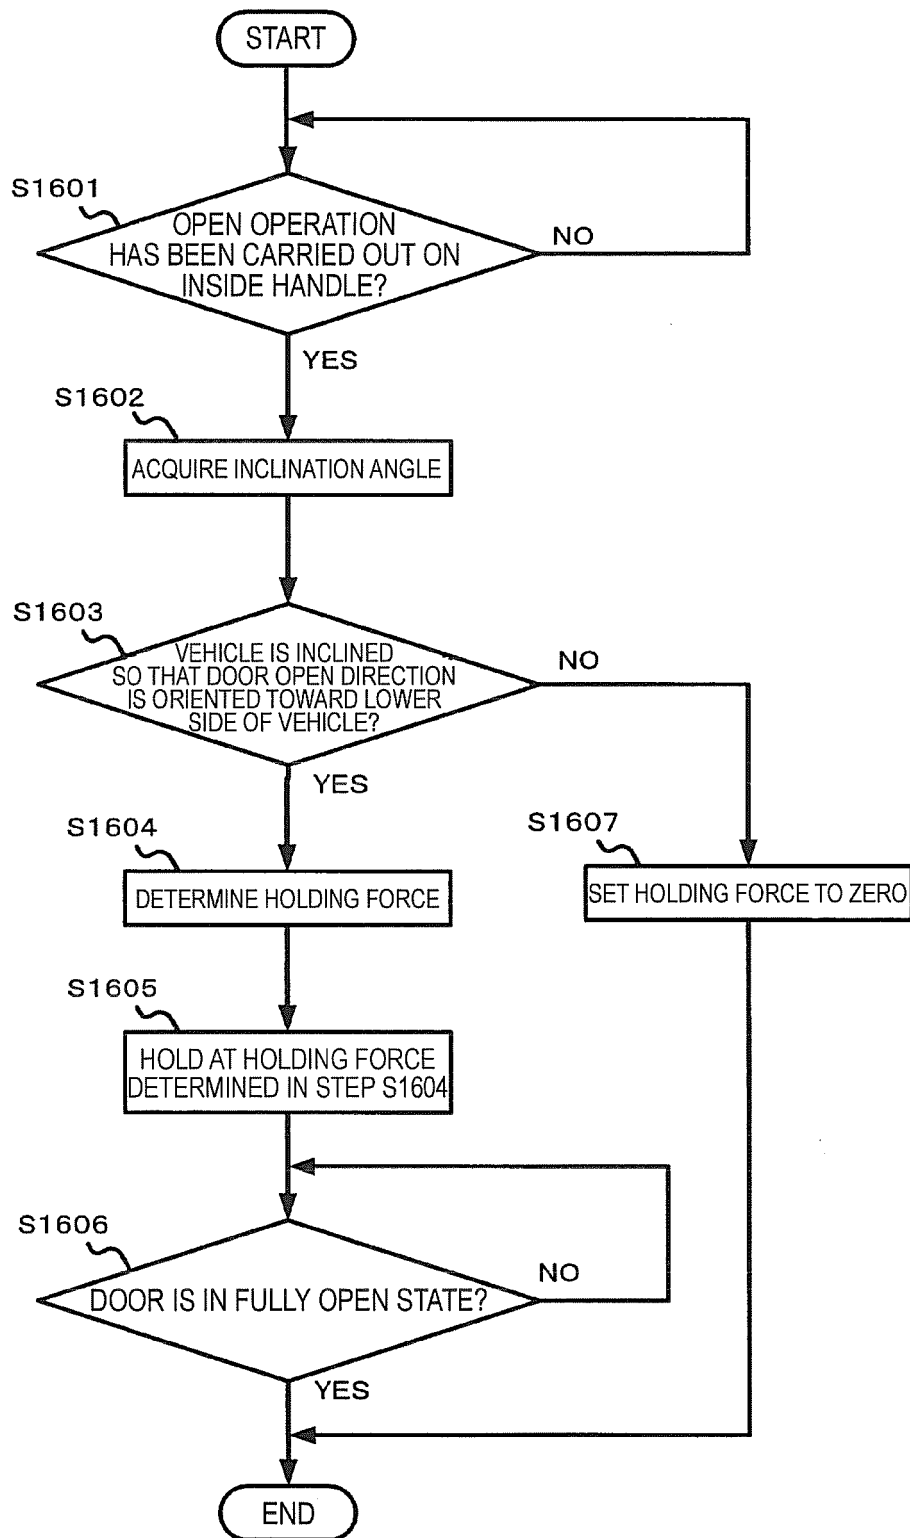 START
S1601
OPEN OPERATION
HAS BEEN CARRIED OUT ON
INSIDE HANDLE?
NO
YES
S1602
ACQUIRE INCLINATION ANGLE
S1603
VEHICLE IS INCLINED
SO THAT DOOR OPEN DIRECTION
IS ORIENTED TOWARD LOWER
SIDE OF VEHICLE?
NO
YES
S1604
DETERMINE HOLDING FORCE
S1607
SET HOLDING FORCE TO ZERO
S1605
HOLD AT HOLDING FORCE
DETERMINED IN STEP S1604
S1606
DOOR IS IN FULLY OPEN STATE?
NO
YES
END